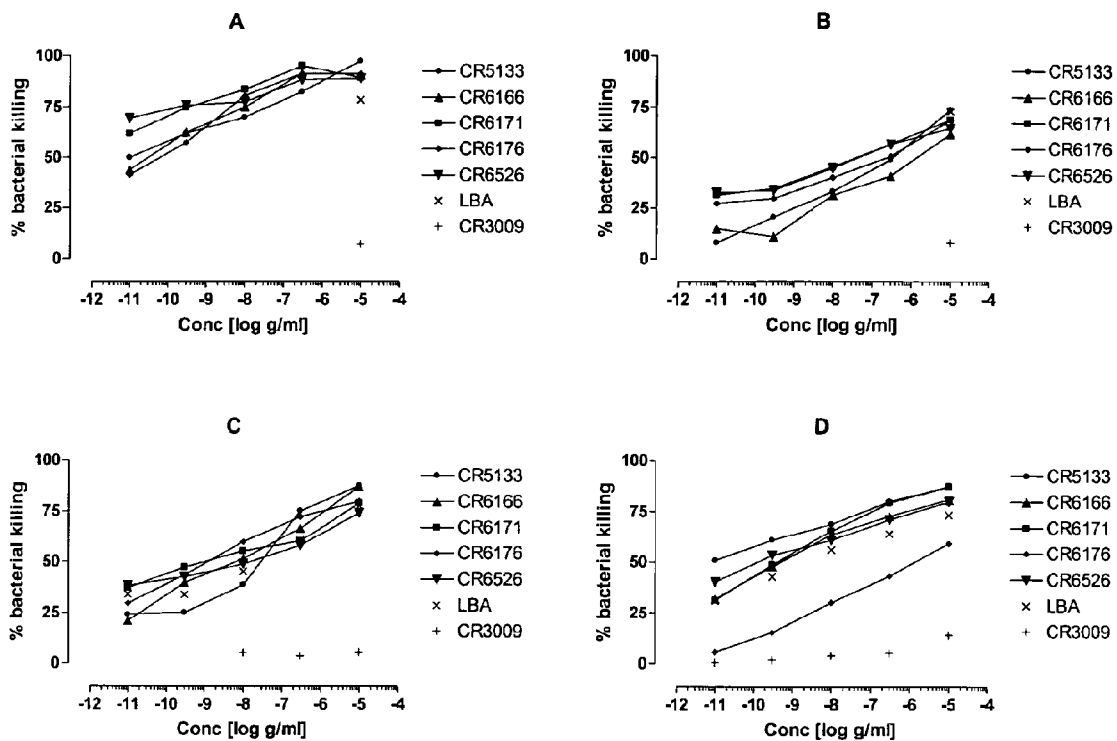 A
% bacterial killing
100
75
50
25
0
-12 -11 -10 -9 -8 -7 -6 -5 -4
Conc [log g/ml]
CR5133
CR6166
CR6171
CR6176
CR6526
LBA
CR3009
B
% bacterial killing
100
75
50
25
0
-12 -11 -10 -9 -8 -7 -6 -5 -4
Conc [log g/ml]
CR5133
CR6166
CR6171
CR6176
CR6526
LBA
CR3009
C
% bacterial killing
100
75
50
25
0
-12 -11 -10 -9 -8 -7 -6 -5 -4
Conc [log g/ml]
CR5133
CR6166
CR6171
CR6176
CR6526
LBA
CR3009
D
% bacterial killing
100
75
50
25
0
-12 -11 -10 -9 -8 -7 -6 -5 -4
Conc [log g/ml]
CR5133
CR6166
CR6171
CR6176
CR6526
LBA
CR3009